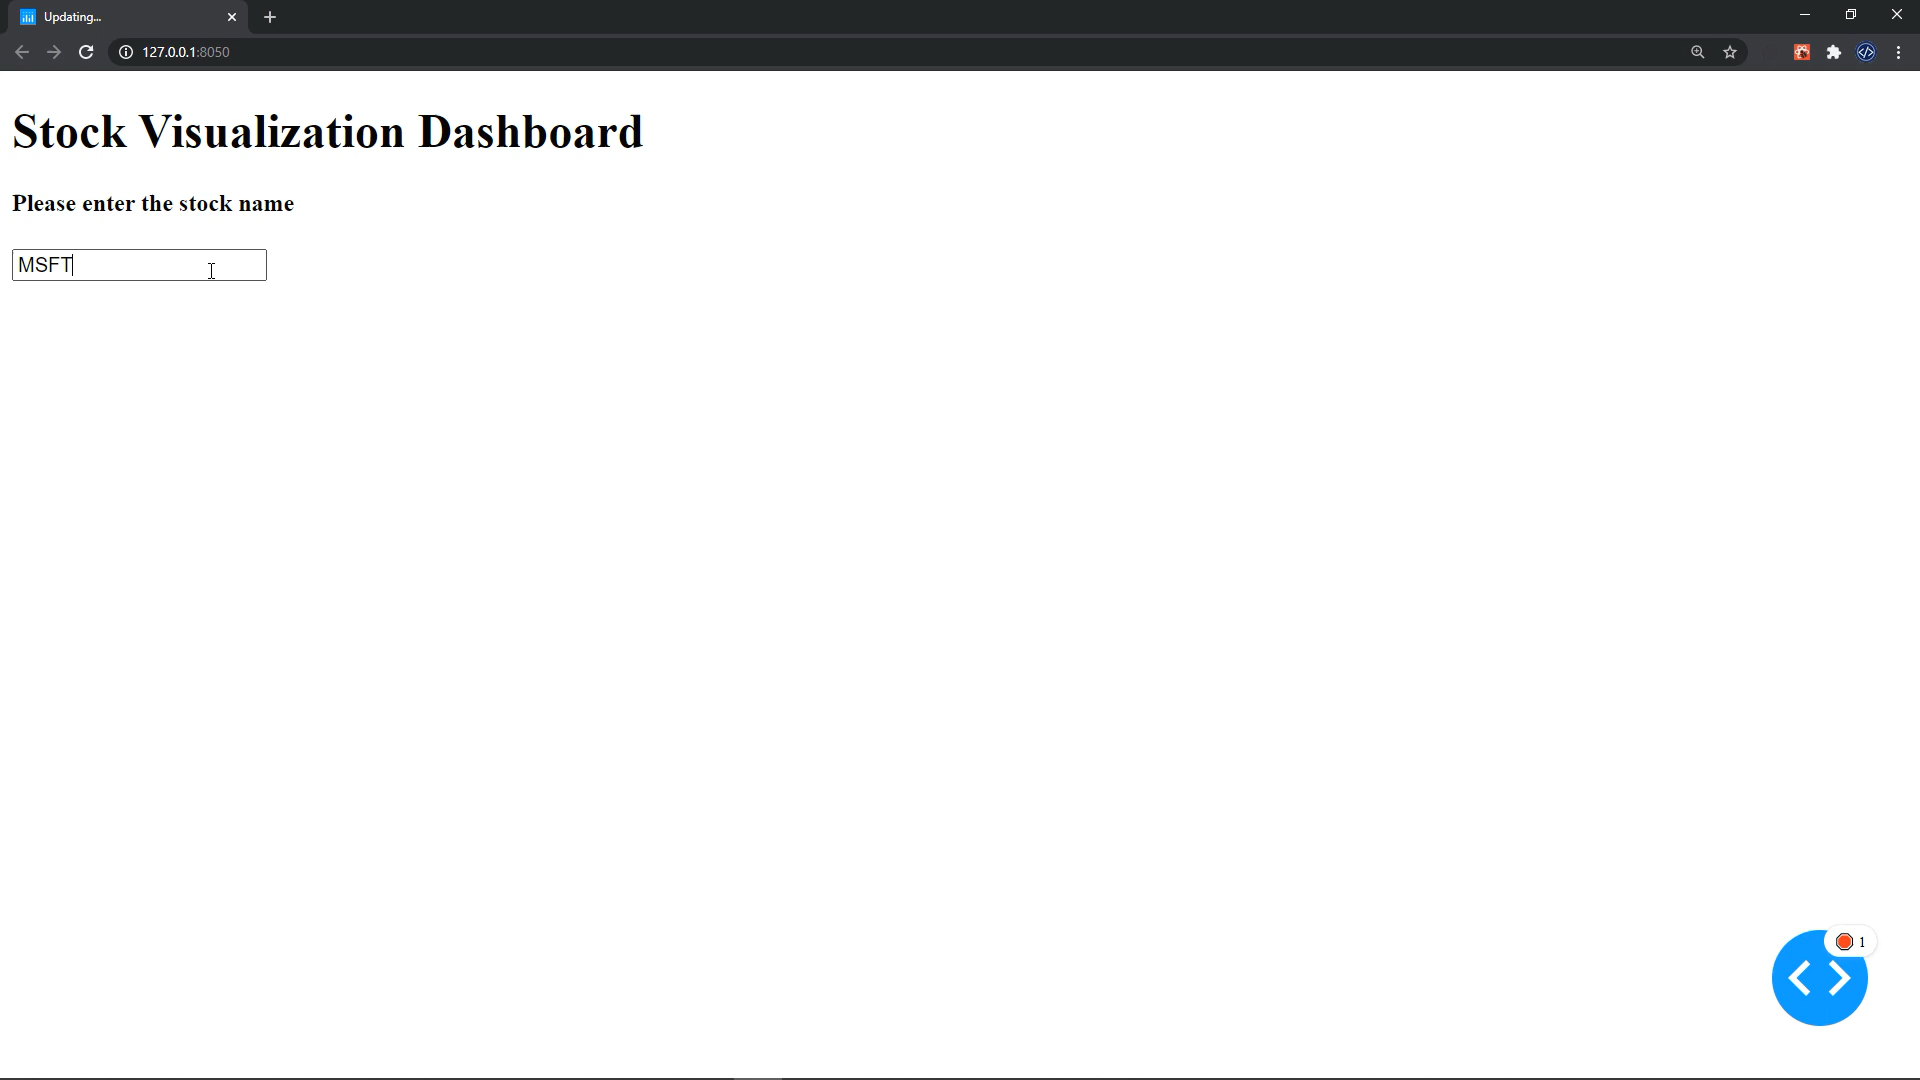 Updating...
127.0.0.1:8050
Stock Visualization Dashboard
Please enter the stock name
MSFT
1